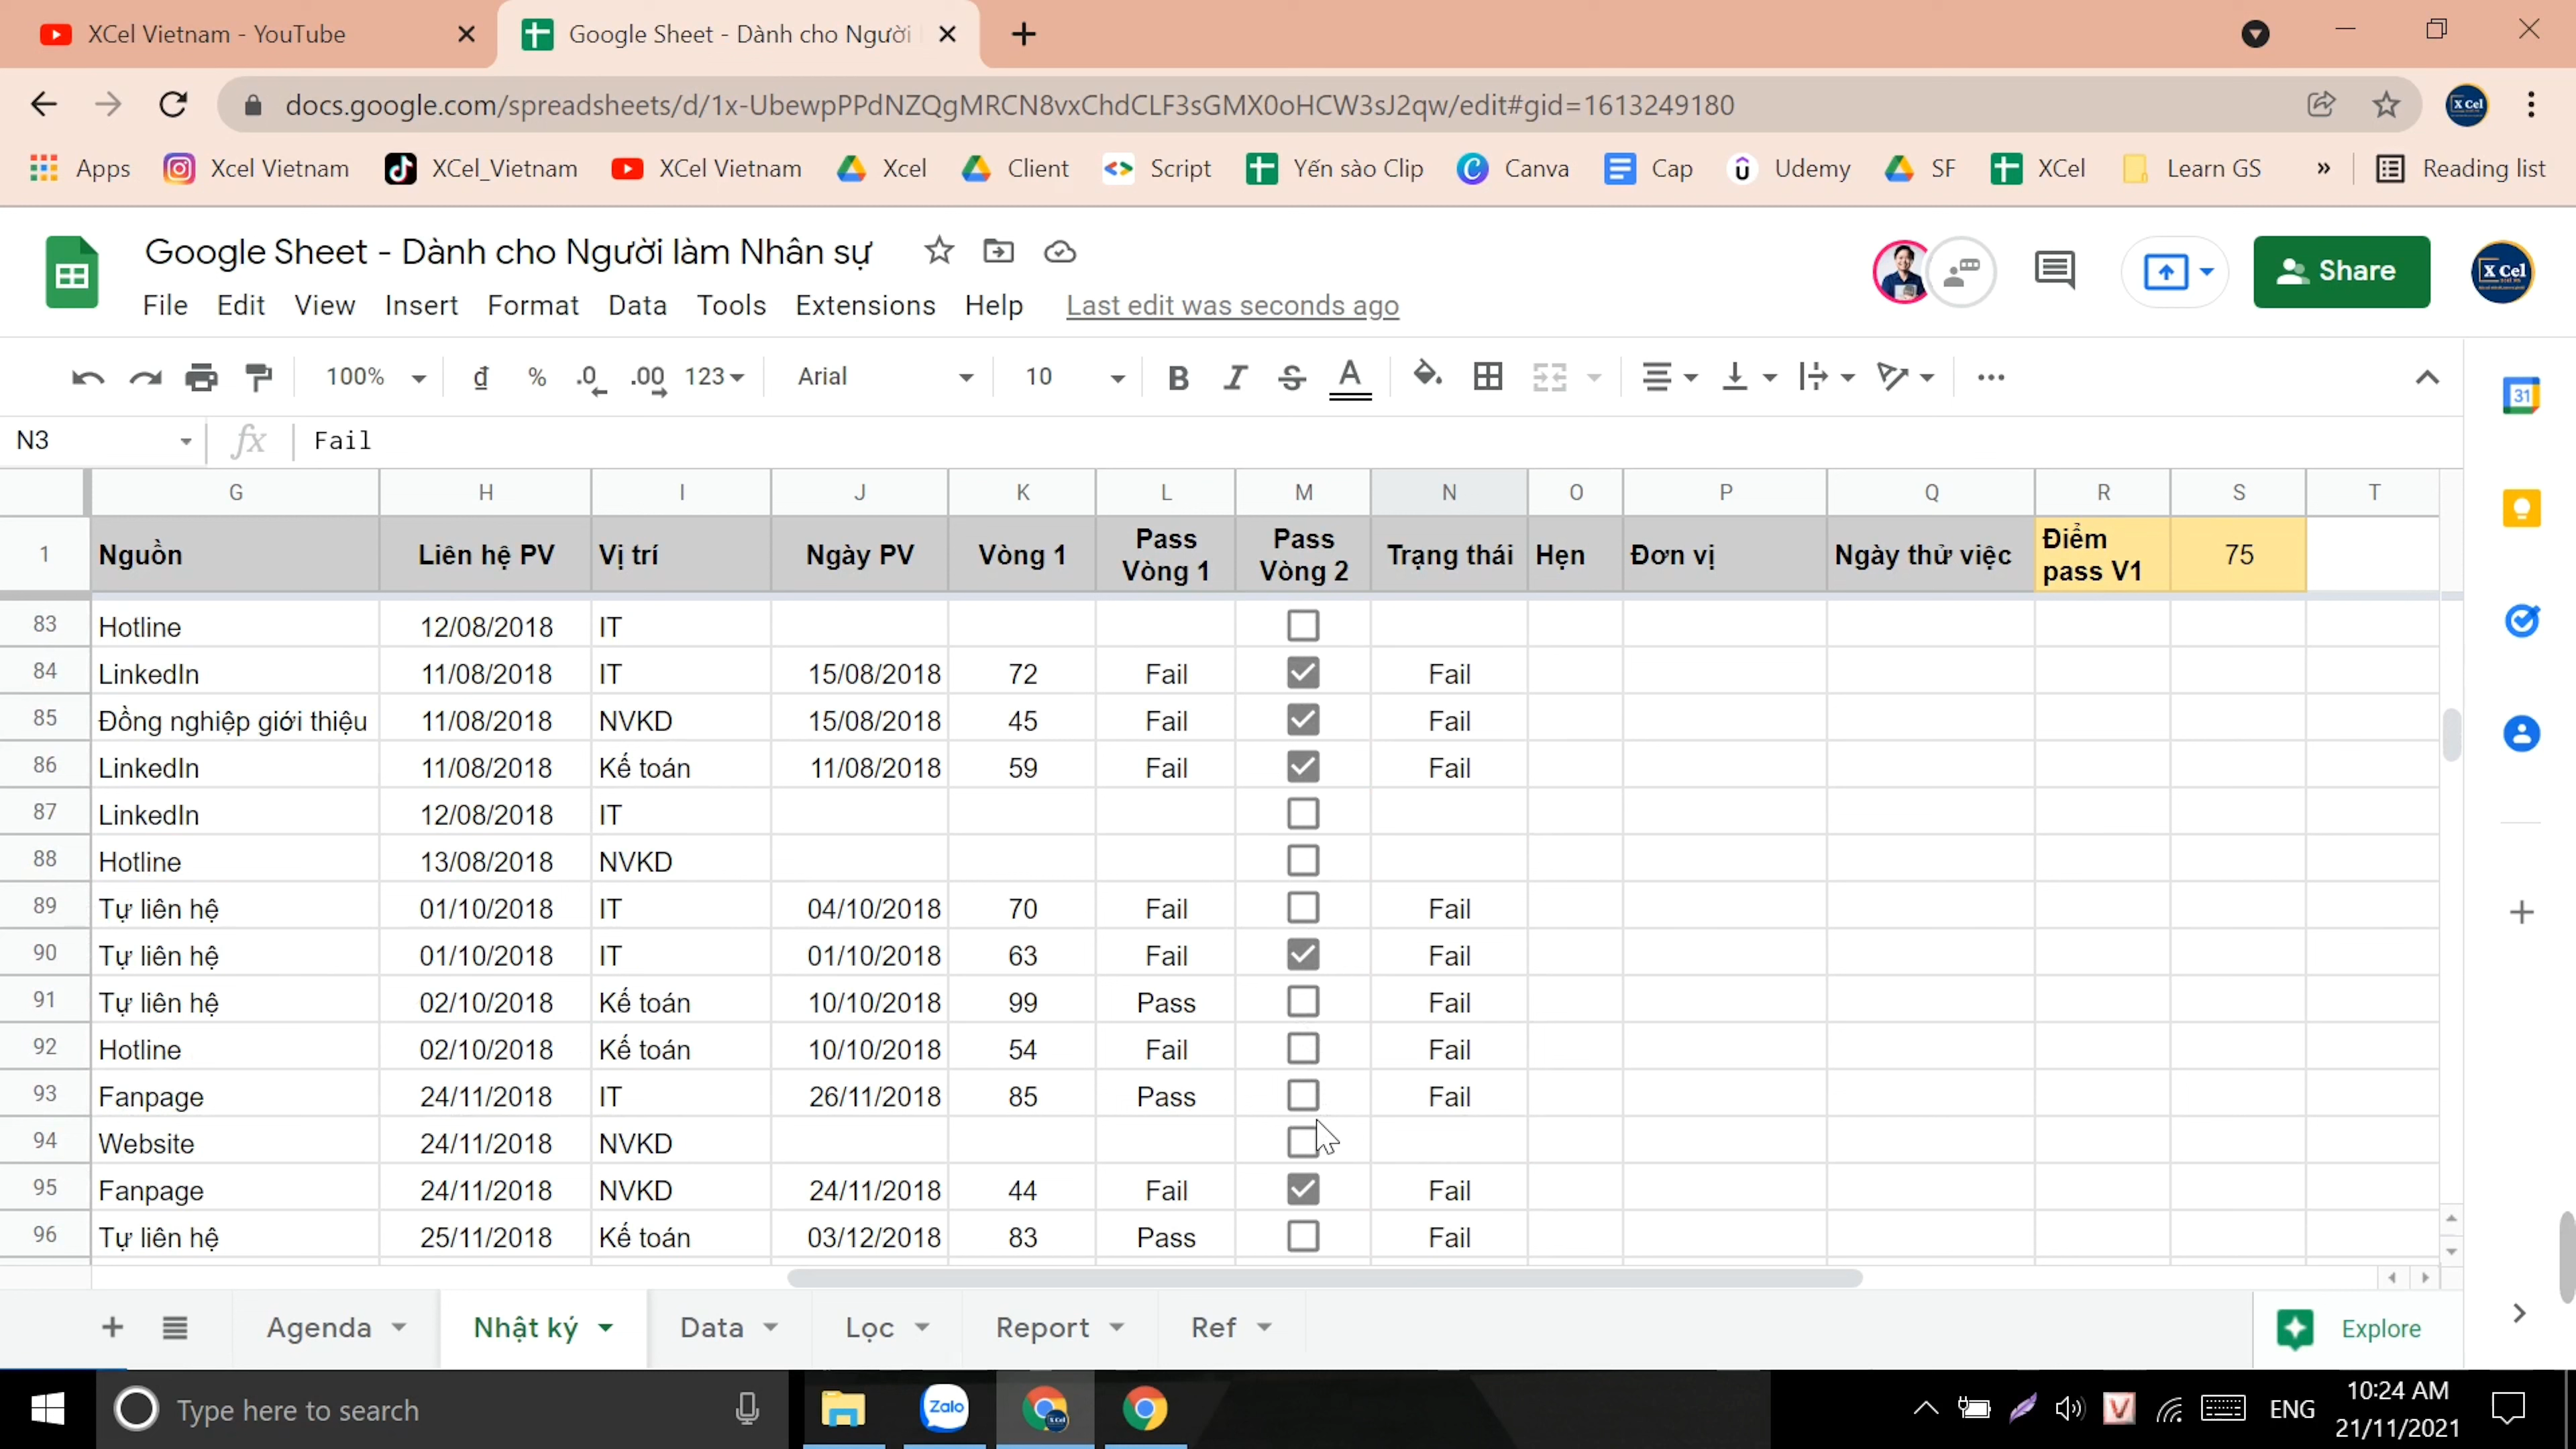 XCel Vietnam - YouTube
Google Sheet - Dành cho Người
docs.google.com/spreadsheets/d/1x-UbewpPPdNZQgMRCN8vxChdCLF3sGMX0oHCW3sJ2qw/edit#gid=1613249180
Apps Xcel Vietnam XCel_Vietnam XCel Vietnam Xcel Client Script Yến sào Clip Canva Cap Udemy SF XCel Learn GS » Reading list
Google Sheet - Dành cho Người làm Nhân sự
Share
X Cel
File Edit View Insert Format Data Tools Extensions Help Last edit was seconds ago
100% đ % .0 .00 123 Arial 10 B I S A
31
N3 fx Fail
G H I J K L M N O P Q R S T
1 Nguồn Liên hệ PV Vị trí Ngày PV Vòng 1 Pass Vòng 1 Pass Vòng 2 Trạng thái Hẹn Đơn vị Ngày thử việc Điểm pass V1 75
83 Hotline 12/08/2018 IT
84 LinkedIn 11/08/2018 IT 15/08/2018 72 Fail Fail
85 Đồng nghiệp giới thiệu 11/08/2018 NVKD 15/08/2018 45 Fail Fail
86 LinkedIn 11/08/2018 Kế toán 11/08/2018 59 Fail Fail
87 LinkedIn 12/08/2018 IT
88 Hotline 13/08/2018 NVKD
89 Tự liên hệ 01/10/2018 IT 04/10/2018 70 Fail Fail
90 Tự liên hệ 01/10/2018 IT 01/10/2018 63 Fail Fail
91 Tự liên hệ 02/10/2018 Kế toán 10/10/2018 99 Pass Fail
92 Hotline 02/10/2018 Kế toán 10/10/2018 54 Fail Fail
93 Fanpage 24/11/2018 IT 26/11/2018 85 Pass Fail
94 Website 24/11/2018 NVKD
95 Fanpage 24/11/2018 NVKD 24/11/2018 44 Fail Fail
96 Tự liên hệ 25/11/2018 Kế toán 03/12/2018 83 Pass Fail
Agenda Nhật ký Data Lọc Report Ref Explore
Type here to search Zalo ENG 10:24 AM
21/11/2021